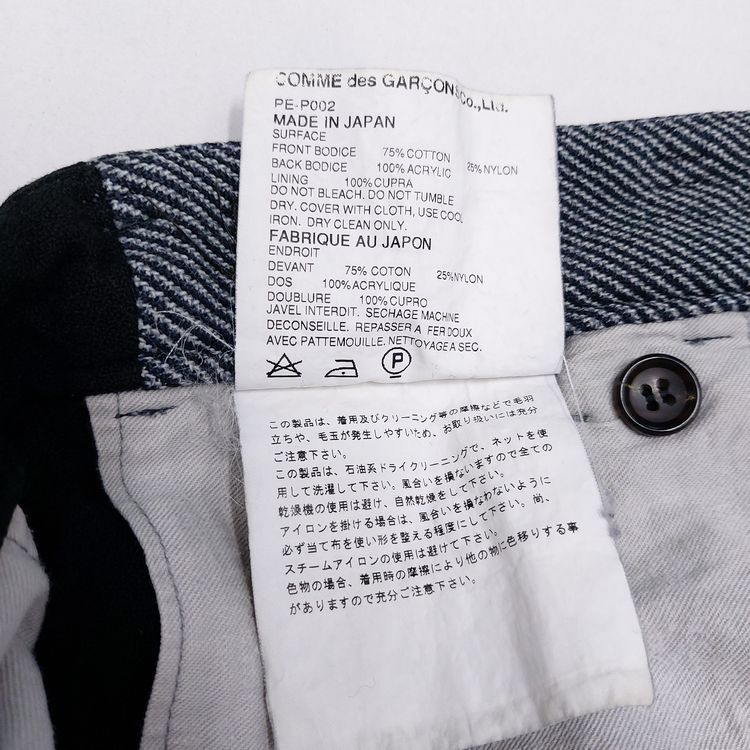 COMME des GARÇONS Co.,Ltd.
PE-P002
MADE IN JAPAN
SURFACE
FRONT BODICE 75% COTTON 25% NYLON
BACK BODICE 100% ACRYLIC
LINING 100% CUPRA
DO NOT BLEACH. DO NOT TUMBLE
DRY. COVER WITH CLOTH, USE COOL
IRON. DRY CLEAN ONLY.
FABRIQUE AU JAPON
ENDROIT
DEVANT 75% COTON 25% NYLON
DOS 100% ACRYLIQUE
DOUBLURE 100% CUPRO
JAVEL INTERDIT. SECHAGE MACHINE
DECONSEILLE. REPASSER A FER DOUX
AVEC PATTEMOUILLE. NETTOYAGE A SEC.
P
この製品は、着用及びクリーニング等の摩擦などで毛羽
立ちや、毛玉が発生しやすいため、お取り扱いには充分
ご注意下さい。
この製品は、石油系ドライクリーニングで、ネットを使
用して洗濯して下さい。風合いを損ないますので全ての
乾燥機の使用は避け、自然乾燥をして下さい。
アイロンを掛ける場合は、風合いを損なわないように
必ず当て布を使い形を整える程度にして下さい。尚、
スチームアイロンの使用は避けて下さい。
色物の場合、着用時の摩擦により他の物に色移りする事
がありますので充分ご注意下さい。